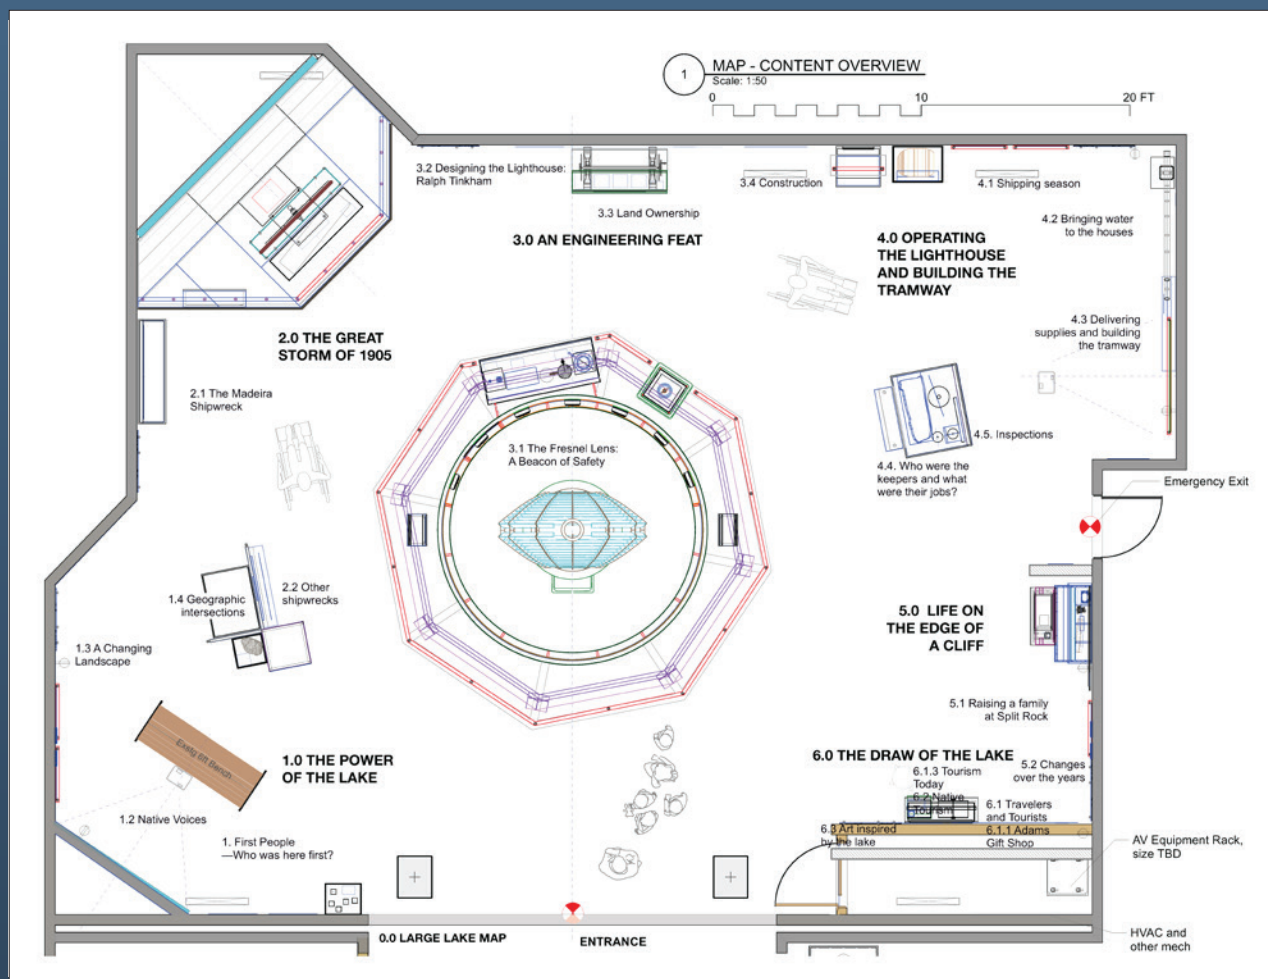 1
MAP - CONTENT OVERVIEW
Scale: 1:50
0
10
20 FT
3.2 Designing the Lighthouse:
Ralph Tinkham
3.3 Land Ownership
3.4 Construction
4.1 Shipping season
4.2 Bringing water
to the houses
3.0 AN ENGINEERING FEAT
4.0 OPERATING
THE LIGHTHOUSE
AND BUILDING THE
TRAMWAY
4.3 Delivering
supplies and building
the tramway
2.0 THE GREAT
STORM OF 1905
2.1 The Madeira
Shipwreck
3.1 The Fresnel Lens:
A Beacon of Safety
4.5. Inspections
4.4. Who were the
keepers and what
were their jobs?
Emergency Exit
2.2 Other
shipwrecks
1.4 Geographic
intersections
5.0 LIFE ON
THE EDGE OF
A CLIFF
1.3 A Changing
Landscape
5.1 Raising a family
at Split Rock
Existg 6ft Bench
1.0 THE POWER
OF THE LAKE
6.0 THE DRAW OF THE LAKE
5.2 Changes
over the years
6.1.3 Tourism
Today
6.2 Native
Tourism
6.1 Travelers
and Tourists
6.1.1 Adams
Gift Shop
6.3 Art inspired
by the lake
1.2 Native Voices
1. First People
—Who was here first?
AV Equipment Rack,
size TBD
0.0 LARGE LAKE MAP
ENTRANCE
HVAC and
other mech